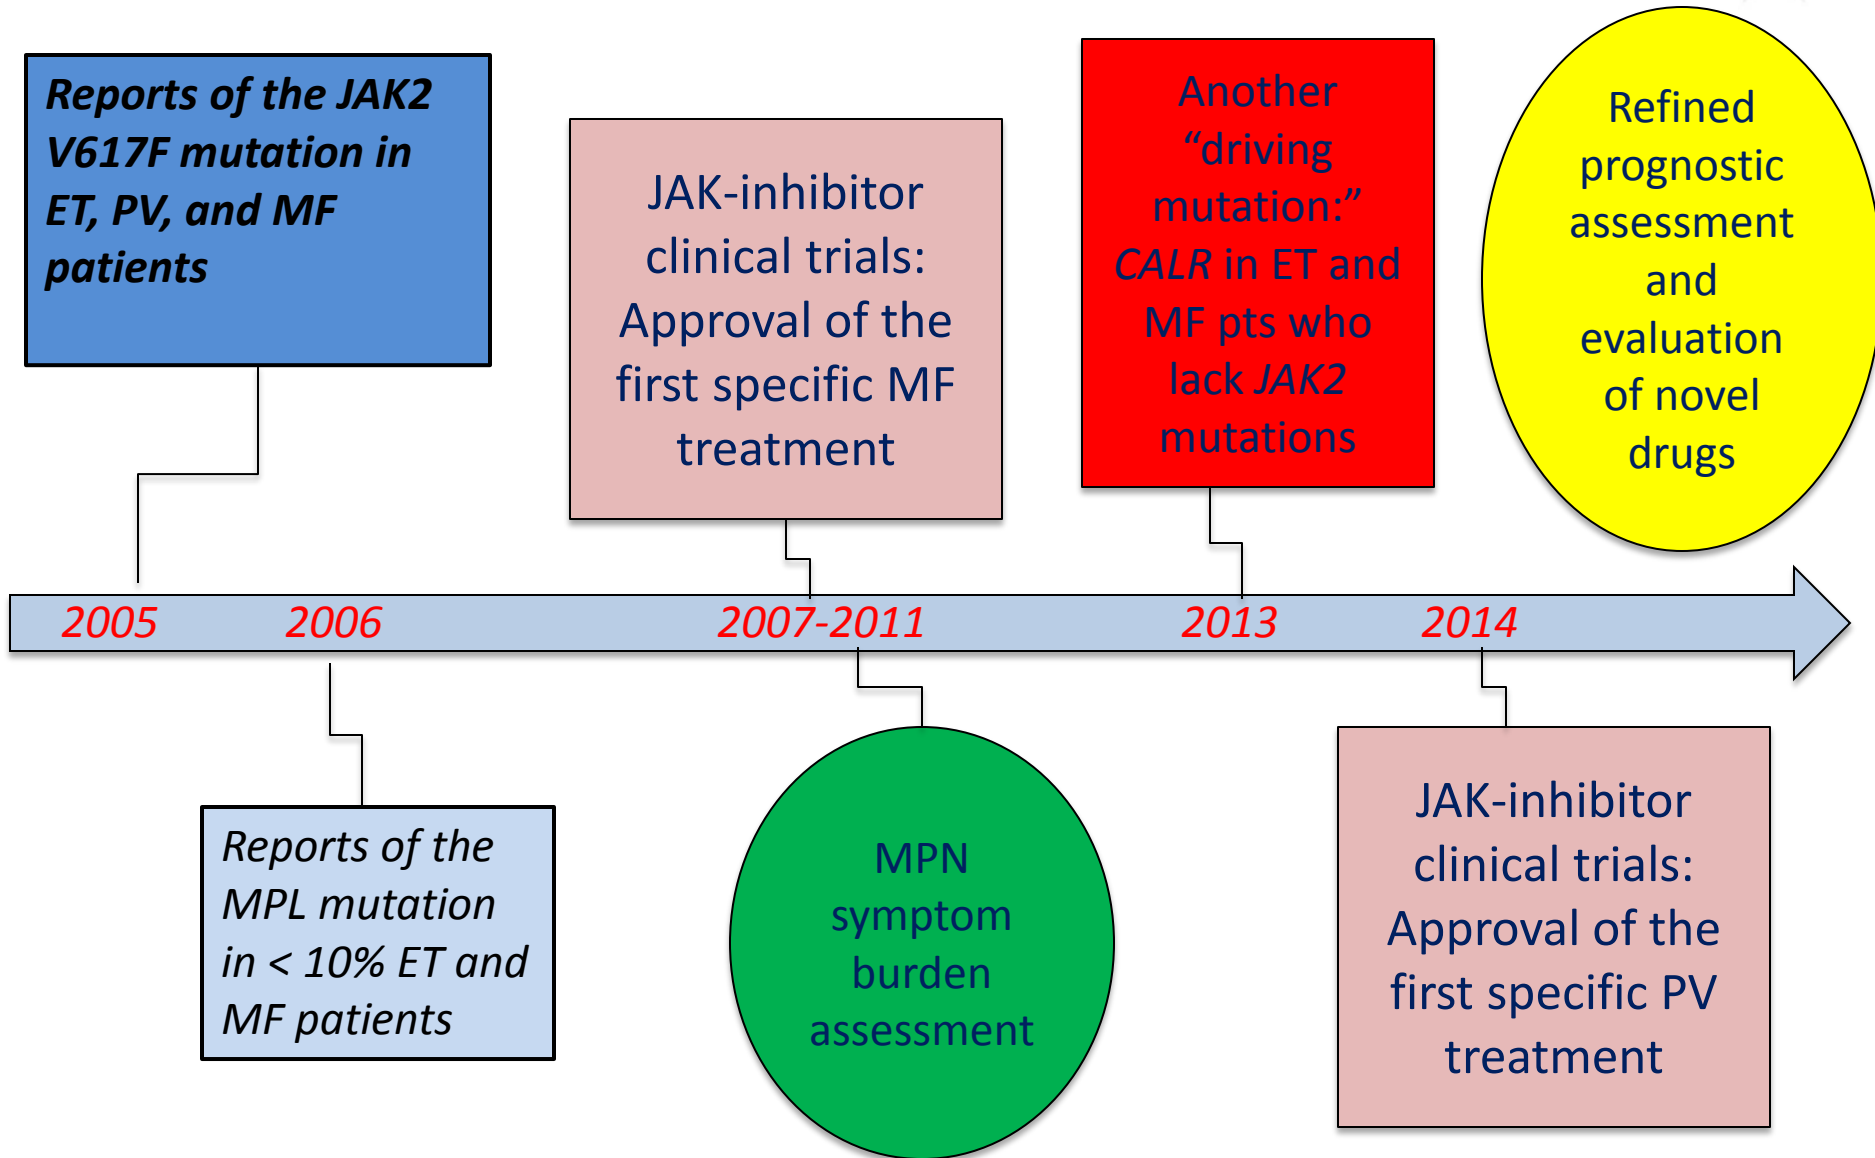 Reports of the JAK2
V617F mutation in
ET, PV, and MF
patients
JAK-inhibitor
clinical trials:
Approval of the
first specific MF
treatment
Another
“driving
mutation:”
CALR in ET and
MF pts who
lack JAK2
mutations
Refined
prognostic
assessment
and
evaluation
of novel
drugs
2005
2006
2007-2011
2013
2014
Reports of the
MPL mutation
in < 10% ET and
MF patients
MPN
symptom
burden
assessment
JAK-inhibitor
clinical trials:
Approval of the
first specific PV
treatment